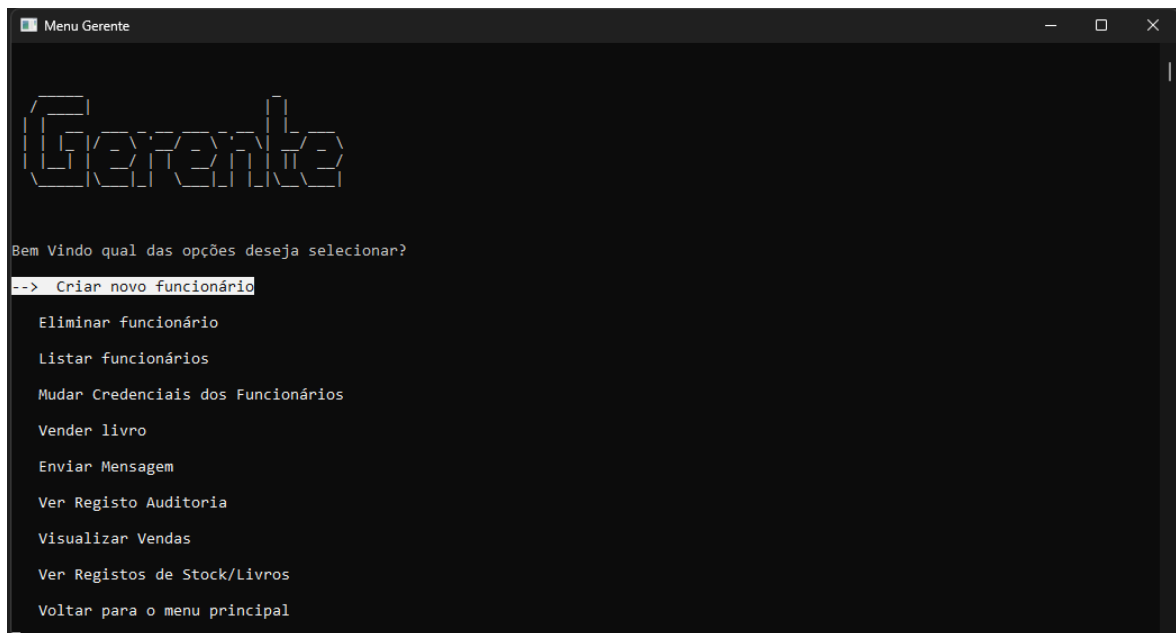 Menu Gerente
Gerente
Bem Vindo qual das opções deseja selecionar?
--> Criar novo funcionário
Eliminar funcionário
Listar funcionários
Mudar Credenciais dos Funcionários
Vender livro
Enviar Mensagem
Ver Registo Auditoria
Visualizar Vendas
Ver Registos de Stock/Livros
Voltar para o menu principal